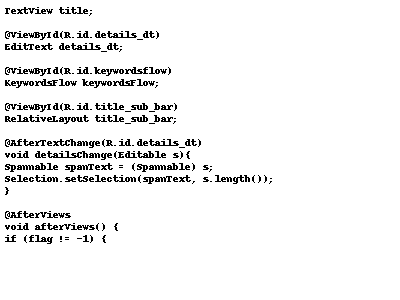 TextView title;
@ViewById(R.id.details_dt)
EditText details_dt;
@ViewById(R.id.keywordsflow)
KeywordsFlow keywordsFlow;
@ViewById(R.id.title_sub_bar)
RelativeLayout title_sub_bar;
@AfterTextChange(R.id.details_dt)
void detailsChange(Editable s){
Spannable spanText = (Spannable) s;
Selection.setSelection(spanText, s.length());
}
@AfterViews
void afterViews() {
if (flag != -1) {